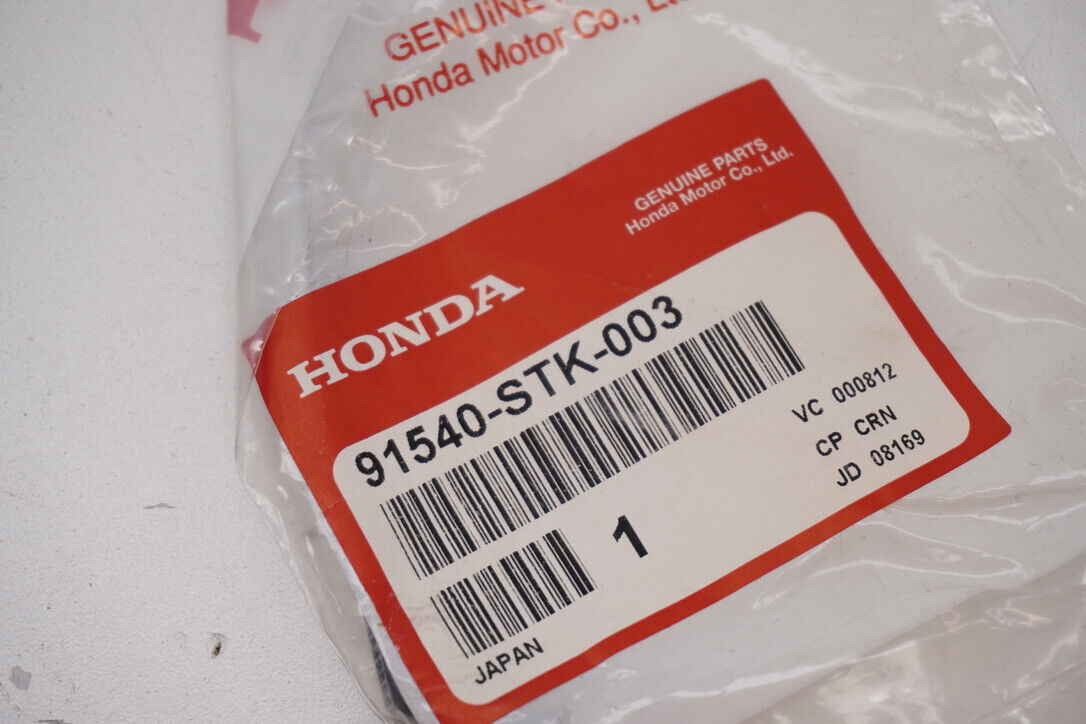 GENUINE
Honda Motor Co., Ltd.
GENUINE PARTS
Honda Motor Co., Ltd.
HONDA
91540-STK-003
VC 000812
CP CRN
JD 08169
1
JAPAN